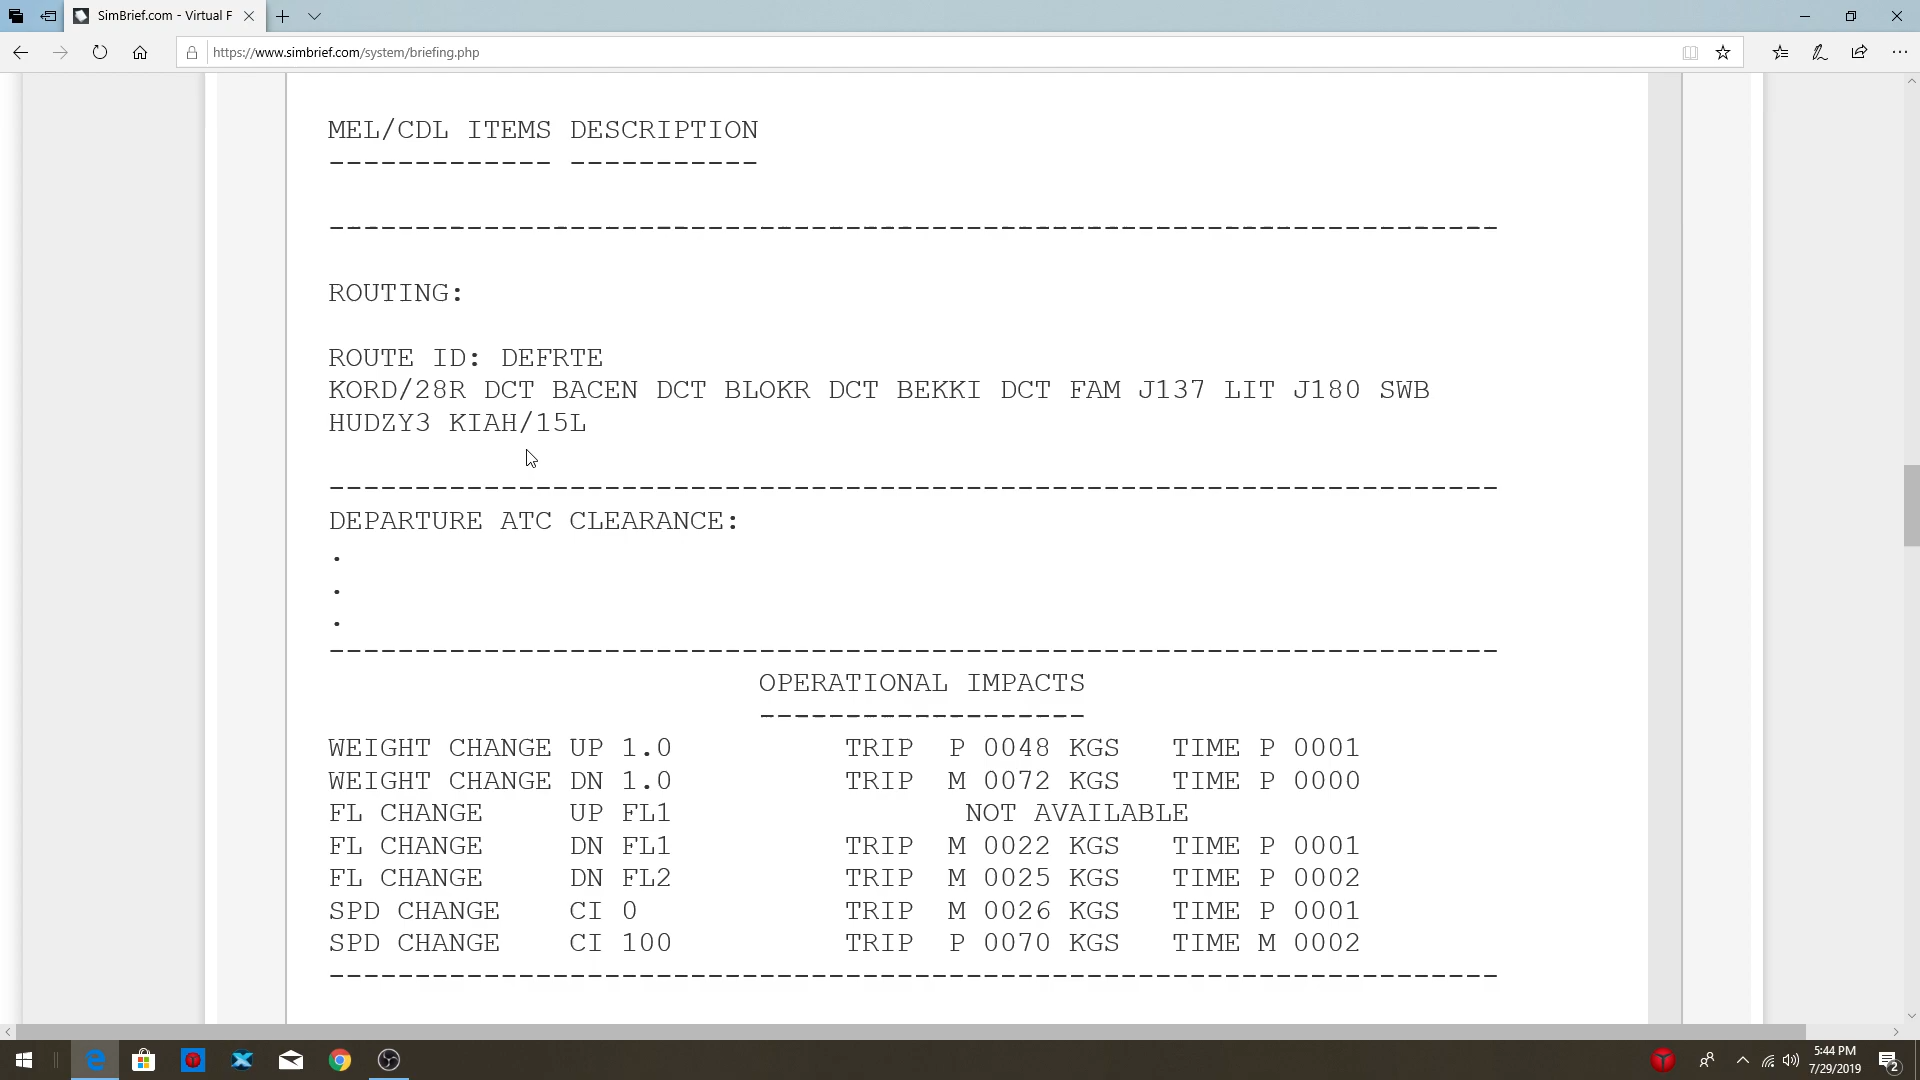 SimBrief.com - Virtual F
https://www.simbrief.com/system/briefing.php
MEL/CDL ITEMS DESCRIPTION
------------- -----------
--------------------------------------------------------------------
ROUTING:
ROUTE ID: DEFRTE
KORD/28R DCT BACEN DCT BLOKR DCT BEKKI DCT FAM J137 LIT J180 SWB
HUDZY3 KIAH/15L
--------------------------------------------------------------------
DEPARTURE ATC CLEARANCE:
.
.
.
--------------------------------------------------------------------
OPERATIONAL IMPACTS
-------------------
WEIGHT CHANGE UP 1.0 TRIP P 0048 KGS TIME P 0001
WEIGHT CHANGE DN 1.0 TRIP M 0072 KGS TIME P 0000
FL CHANGE UP FL1 NOT AVAILABLE
FL CHANGE DN FL1 TRIP M 0022 KGS TIME P 0001
FL CHANGE DN FL2 TRIP M 0025 KGS TIME P 0002
SPD CHANGE CI 0 TRIP M 0026 KGS TIME P 0001
SPD CHANGE CI 100 TRIP P 0070 KGS TIME M 0002
--------------------------------------------------------------------
5:44 PM
7/29/2019
2